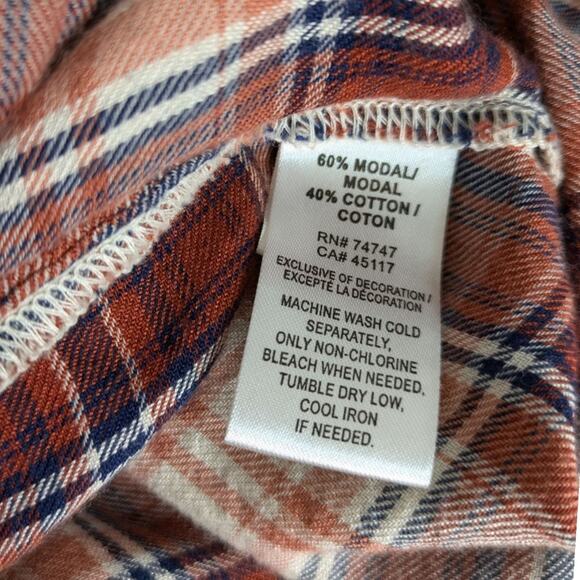 60% MODAL/
MODAL
40% COTTON /
COTON
RN# 74747
CA# 45117
EXCLUSIVE OF DECORATION /
EXCEPTÉ LA DÉCORATION
MACHINE WASH COLD
SEPARATELY,
ONLY NON-CHLORINE
BLEACH WHEN NEEDED.
TUMBLE DRY LOW,
COOL IRON
IF NEEDED.